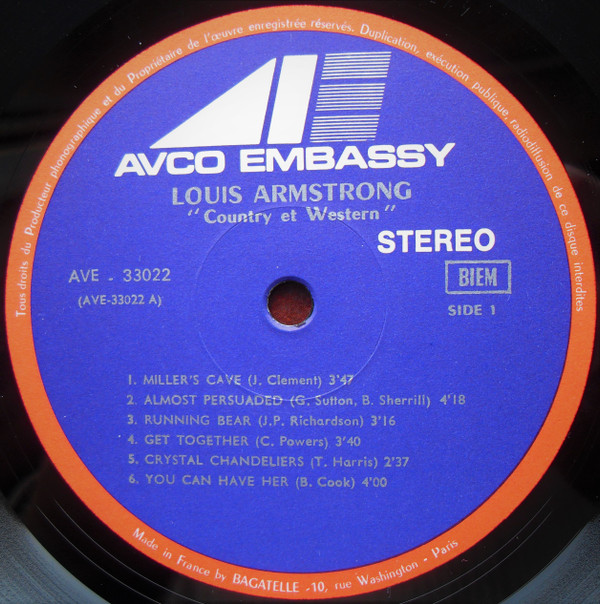 Tous droits du Producteur phonographique et du Propriétaire de l'œuvre enregistrée réservés. Duplication, exécution publique radiodiffusion de ce disque interdites
AVCO EMBASSY
LOUIS ARMSTRONG
"Country et Western"
STEREO
AVE - 33022
BIEM
(AVE-33022 A)
SIDE 1
1. MILLER'S CAVE (J. Clement) 3'47
2. ALMOST PERSUADED (G. Sutton, B. Sherrill) 4'18
3. RUNNING BEAR (J.P. Richardson) 3'16
4. GET TOGETHER (C. Powers) 3'40
5. CRYSTAL CHANDELIERS (T. Harris) 2'37
6. YOU CAN HAVE HER (B. Cook) 4'00
Made in France by BAGATELLE -10, rue Washington - Paris